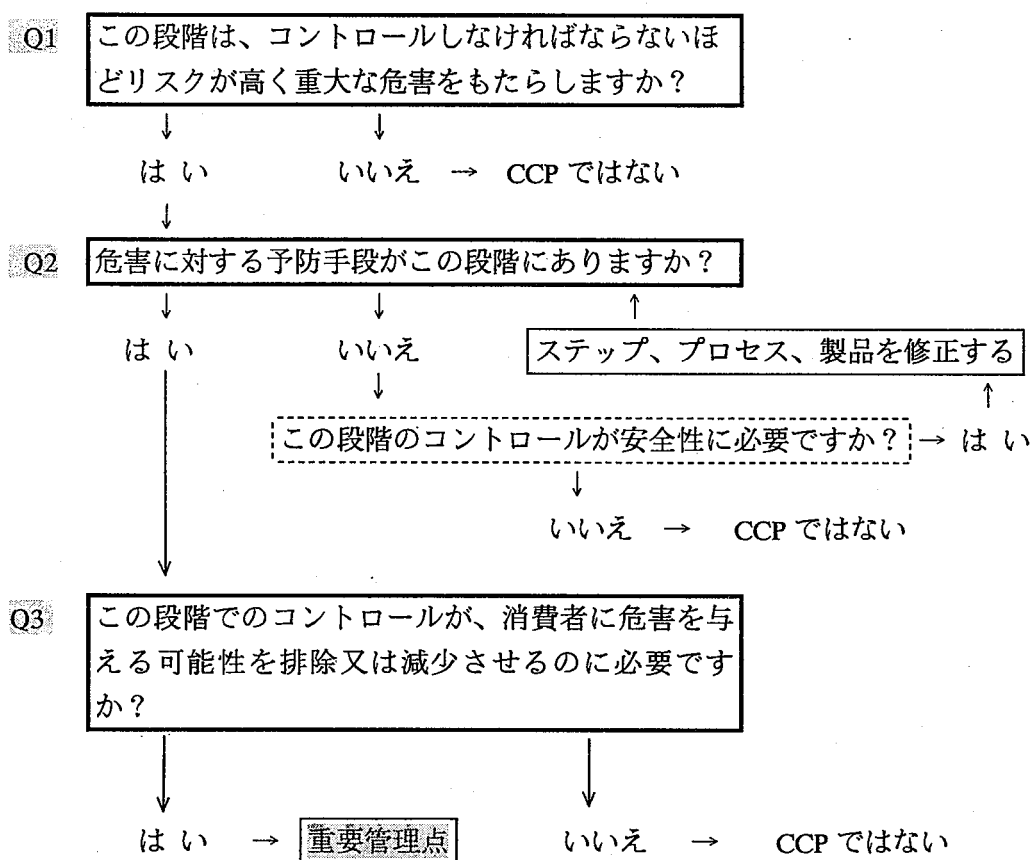 Q1 この段階は、コントロールしなければならないほ
どリスクが高く重大な危害をもたらしますか?
↓ ↓
はい いいえ → CCP ではない
↓
Q2 危害に対する予防手段がこの段階にありますか?
↓ ↓ ↑
はい いいえ ステップ、プロセス、製品を修正する
↓ ↑
この段階のコントロールが安全性に必要ですか? → はい
↓
いいえ → CCP ではない
↓
Q3 この段階でのコントロールが、消費者に危害を与
える可能性を排除又は減少させるのに必要です
か?
↓ ↓
はい → 重要管理点 いいえ → CCP ではない